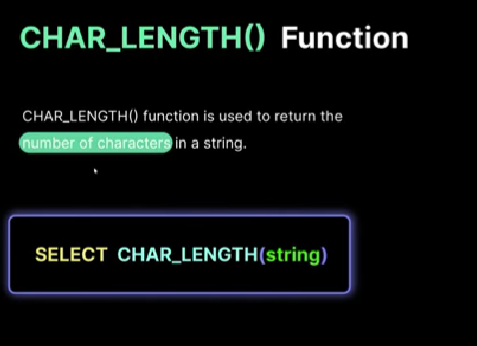 CHAR_LENGTH() Function
CHAR_LENGTH() function is used to return the
number of characters in a string.
SELECT CHAR_LENGTH(string)